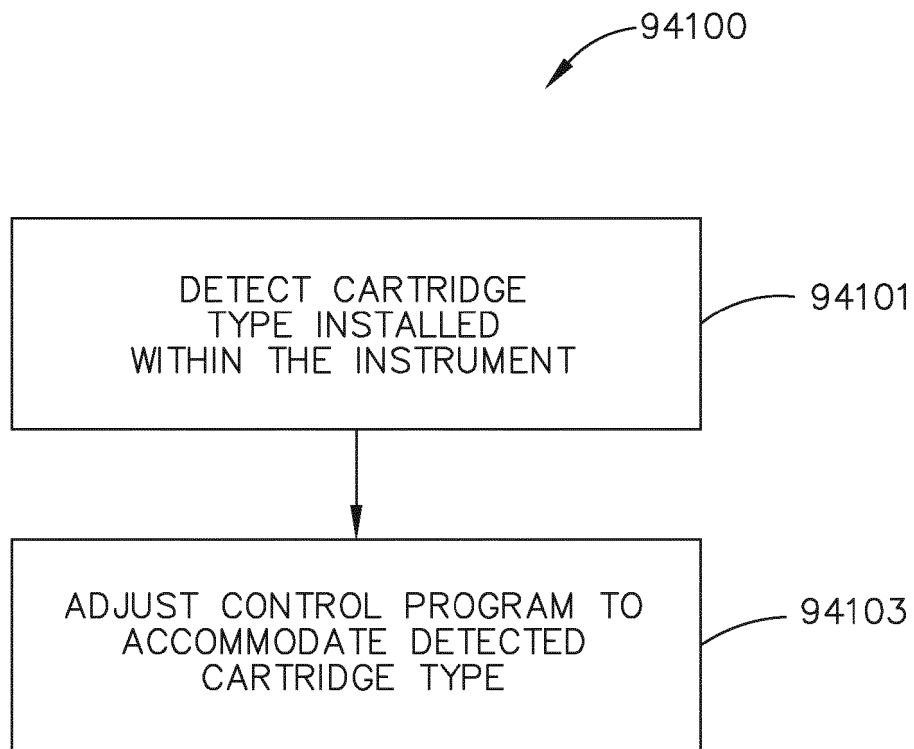 94100
DETECT CARTRIDGE
TYPE INSTALLED
WITHIN THE INSTRUMENT
94101
ADJUST CONTROL PROGRAM TO
ACCOMMODATE DETECTED
CARTRIDGE TYPE
94103